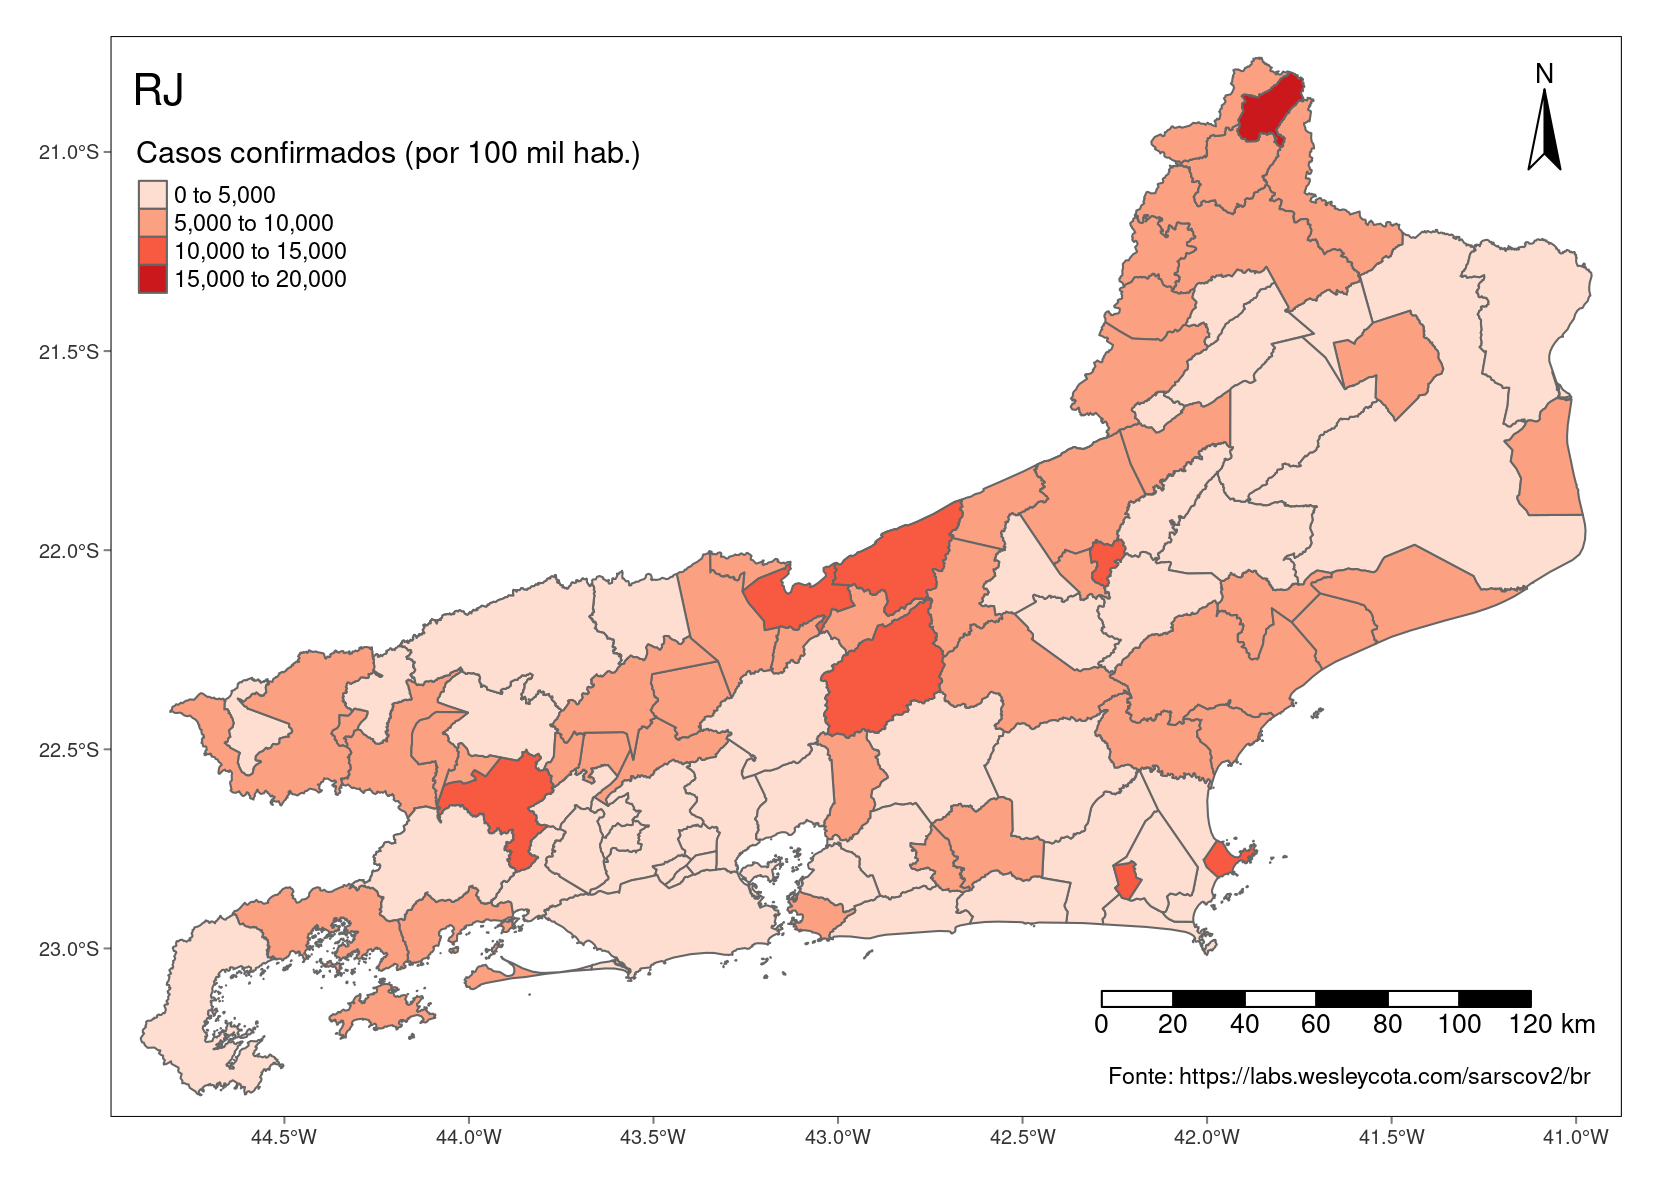 RJ
N
Casos confirmados (por 100 mil hab.)
0 to 5,000
5,000 to 10,000
10,000 to 15,000
15,000 to 20,000
21.0°S
21.5°S
22.0°S
22.5°S
23.0°S
0 20 40 60 80 100 120 km
Fonte: https://labs.wesleycota.com/sarscov2/br
44.5°W 44.0°W 43.5°W 43.0°W 42.5°W 42.0°W 41.5°W 41.0°W